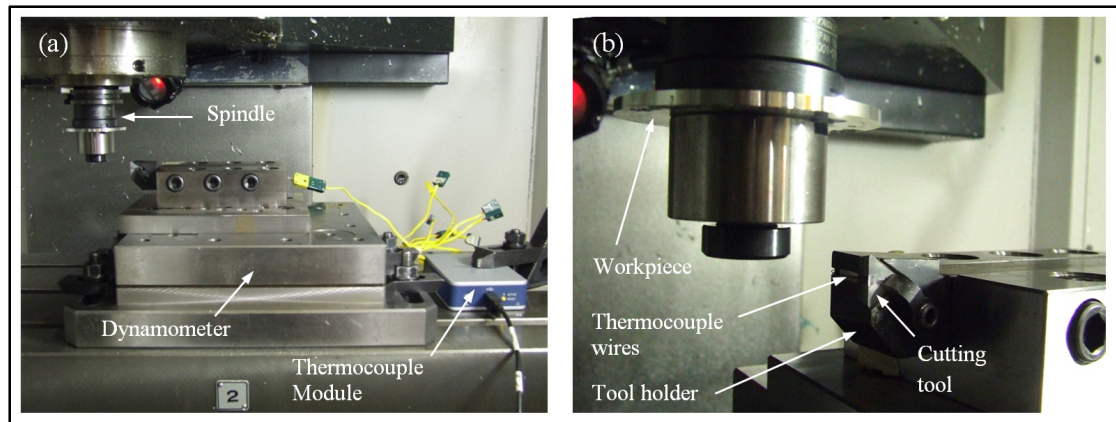 (a)
Spindle
Dynamometer
Thermocouple
Module
2
(b)
Workpiece
Thermocouple
wires
Tool holder
Cutting
tool